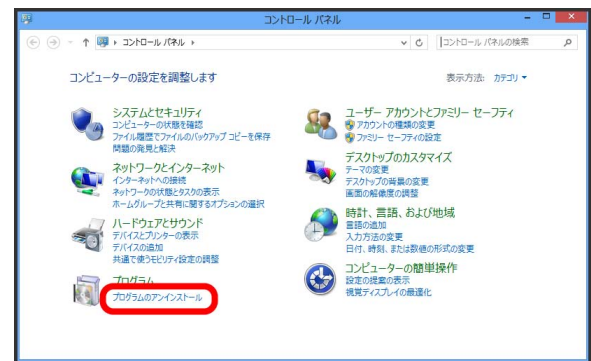 コントロール パネル
コントロール パネル
コントロール パネルの検索
コンピューターの設定を調整します
表示方法: カテゴリ
システムとセキュリティ
コンピューターの状態を確認
ファイル履歴でファイルのバックアップ コピーを保存
問題の発見と解決
ネットワークとインターネット
インターネットへの接続
ネットワークの状態とタスクの表示
ホームグループと共有に関するオプションの選択
ハードウェアとサウンド
デバイスとプリンターの表示
デバイスの追加
共通で使うモビリティ設定の調整
プログラム
プログラムのアンインストール
ユーザー アカウントとファミリー セーフティ
アカウントの種類の変更
ファミリー セーフティの設定
デスクトップのカスタマイズ
テーマの変更
デスクトップの背景の変更
画面の解像度の調整
時計、言語、および地域
言語の追加
入力方法の変更
日付、時刻、または数値の形式の変更
コンピューターの簡単操作
設定の提案の表示
視覚ディスプレイの最適化